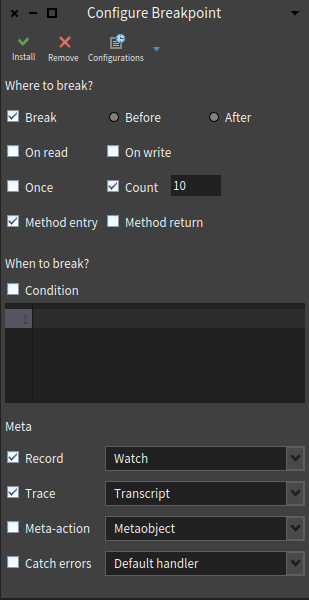 Configure Breakpoint
Install Remove Configurations
Where to break?
Break Before After
On read On write
Once Count 10
Method entry Method return
When to break?
Condition
1
Meta
Record Watch
Trace Transcript
Meta-action Metaobject
Catch errors Default handler